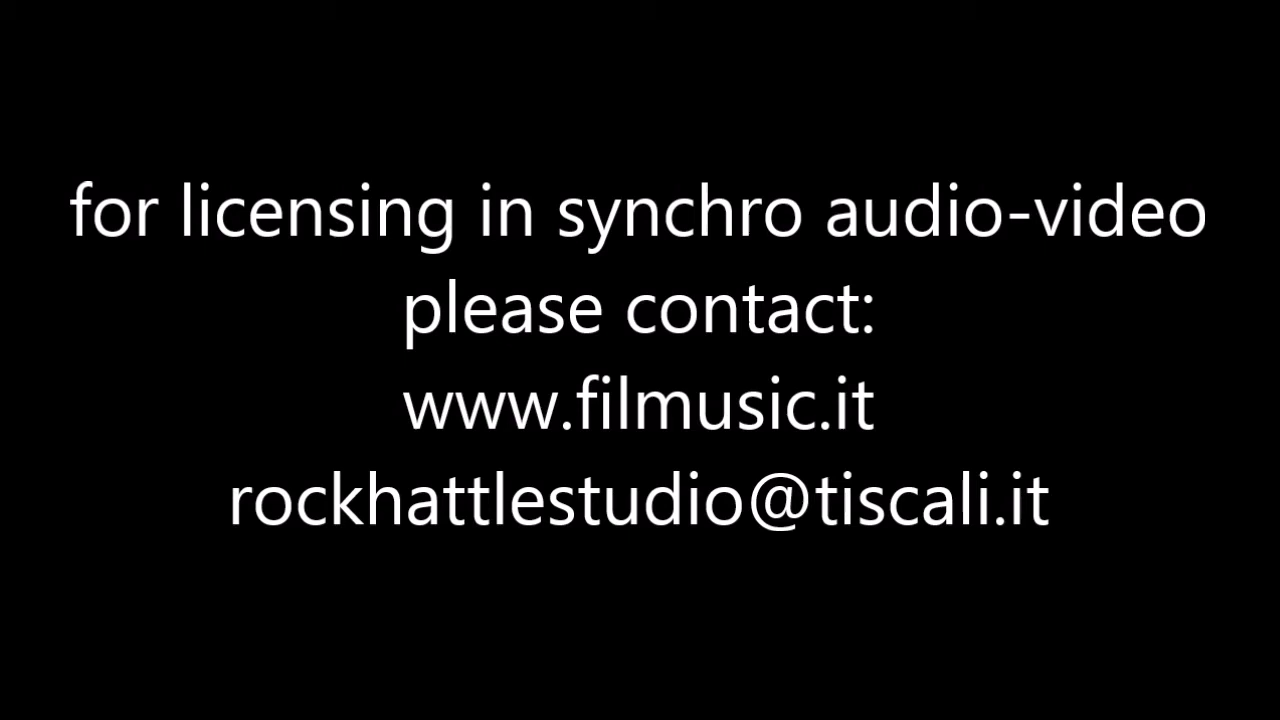 for licensing in synchro audio-video
please contact:
www.filmusic.it
rockhattlestudio@tiscali.it